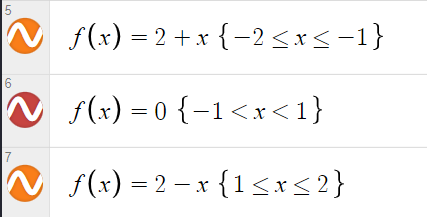 5
f(x) = 2 + x {−2 ≤ x ≤ −1}
6
f(x) = 0 {−1 < x < 1}
7
f(x) = 2 − x {1 ≤ x ≤ 2}